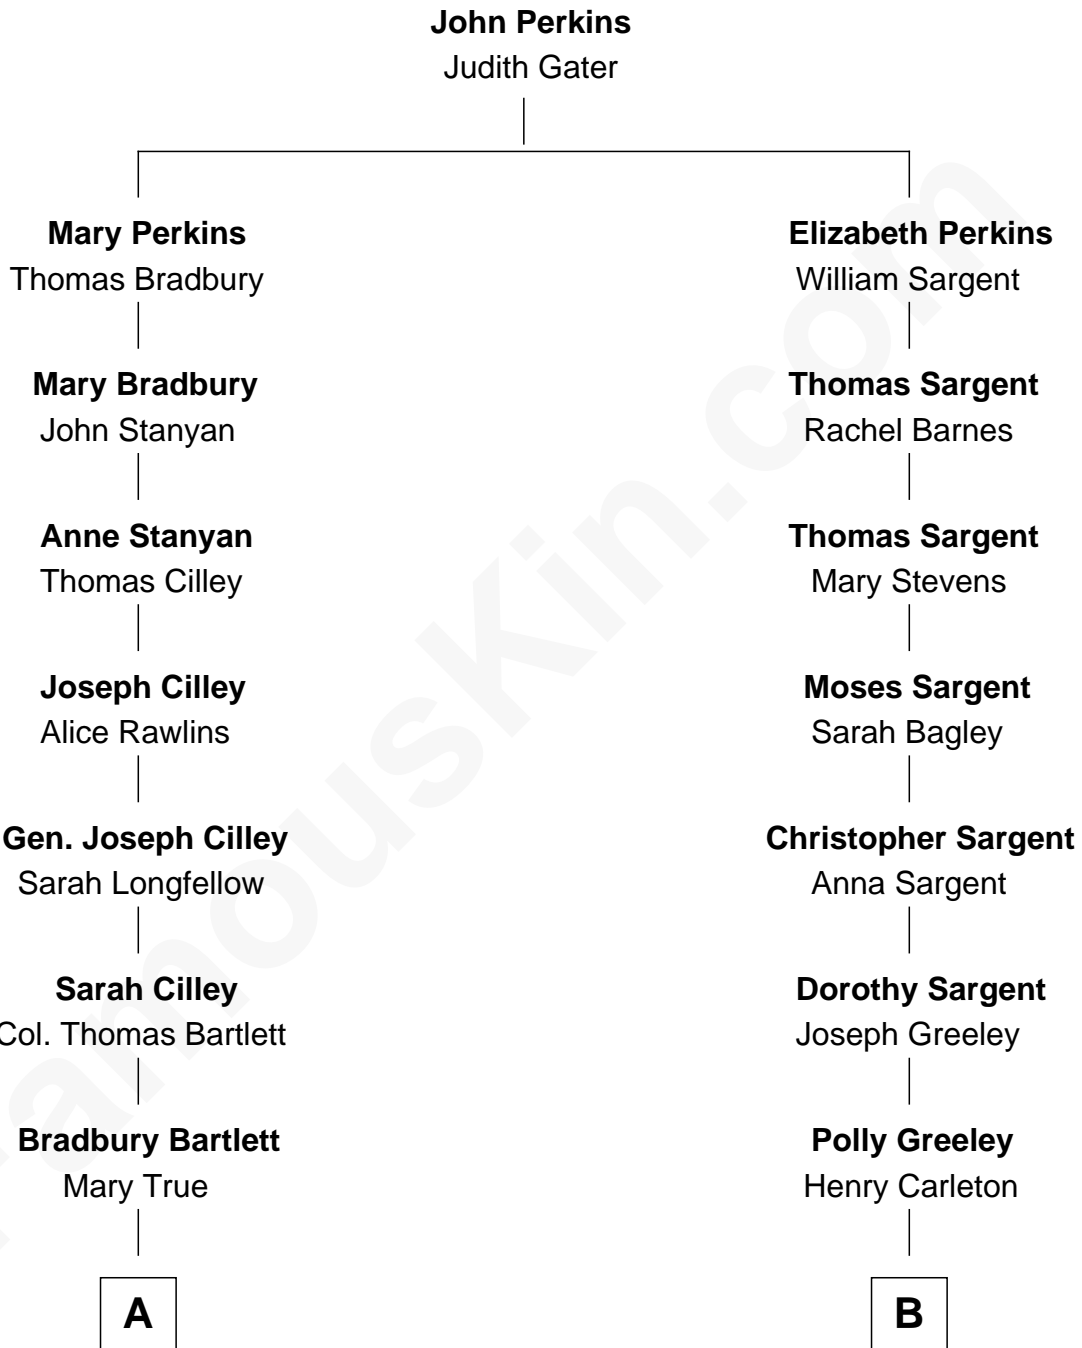 John Perkins
Judith Gater
Mary Perkins
Thomas Bradbury
Elizabeth Perkins
William Sargent
Mary Bradbury
John Stanyan
Thomas Sargent
Rachel Barnes
Anne Stanyan
Thomas Cilley
Thomas Sargent
Mary Stevens
Joseph Cilley
Alice Rawlins
Moses Sargent
Sarah Bagley
Gen. Joseph Cilley
Sarah Longfellow
Christopher Sargent
Anna Sargent
Sarah Cilley
Col. Thomas Bartlett
Dorothy Sargent
Joseph Greeley
Bradbury Bartlett
Mary True
Polly Greeley
Henry Carleton
A
B
FamousKin.com